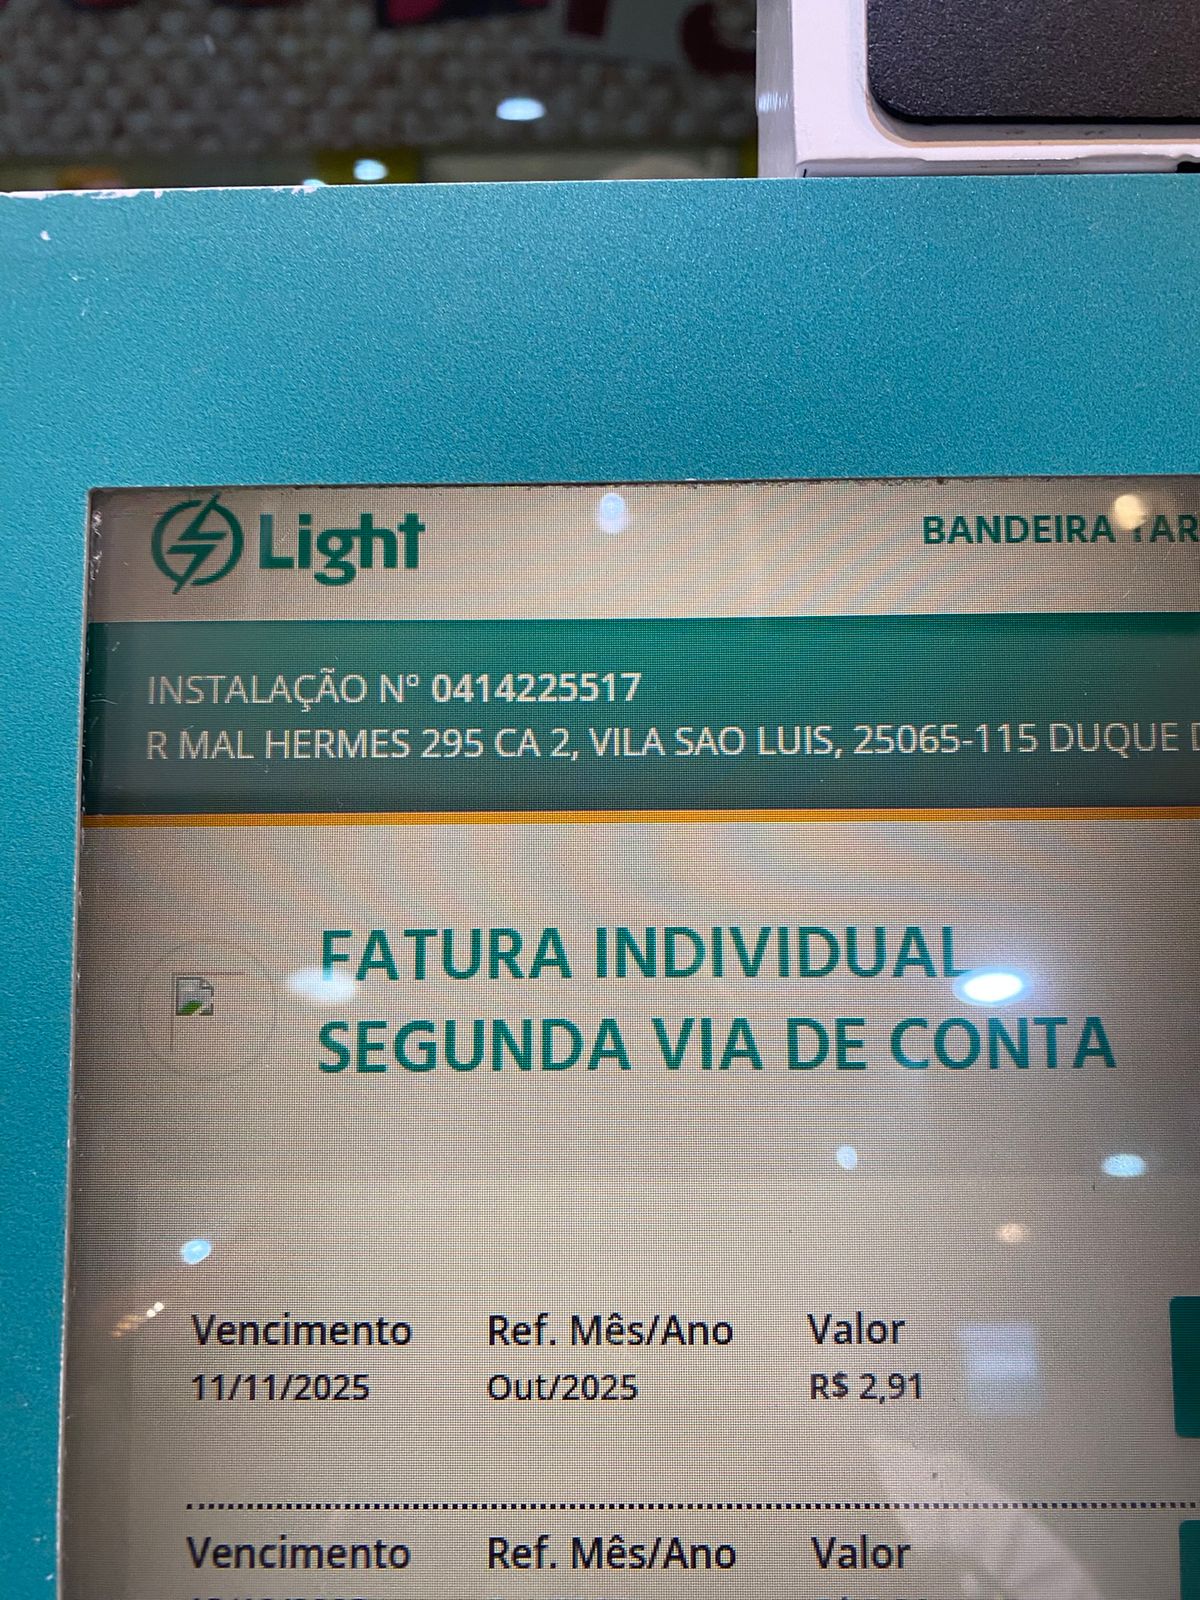 Light
BANDEIRA TAR
INSTALAÇÃO Nº 0414225517
R MAL HERMES 295 CA 2, VILA SAO LUIS, 25065-115 DUQUE D
FATURA INDIVIDUAL
SEGUNDA VIA DE CONTA
Vencimento Ref. Mês/Ano Valor
11/11/2025 Out/2025 R$ 2,91
Vencimento Ref. Mês/Ano Valor